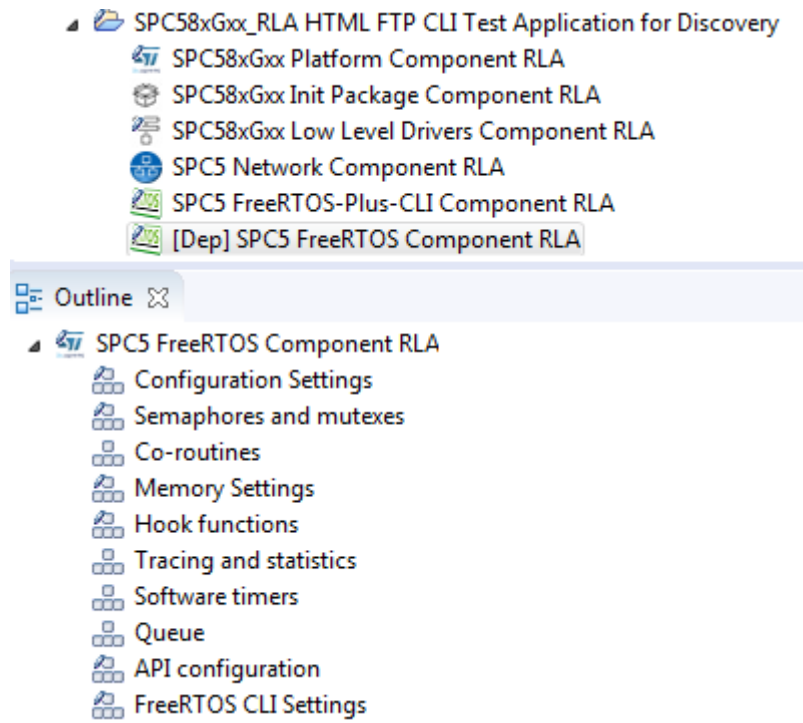 SPC58xGxx_RLA HTML FTP CLI Test Application for Discovery
SPC58xGxx Platform Component RLA
SPC58xGxx Init Package Component RLA
SPC58xGxx Low Level Drivers Component RLA
SPC5 Network Component RLA
SPC5 FreeRTOS-Plus-CLI Component RLA
[Dep] SPC5 FreeRTOS Component RLA
Outline
SPC5 FreeRTOS Component RLA
Configuration Settings
Semaphores and mutexes
Co-routines
Memory Settings
Hook functions
Tracing and statistics
Software timers
Queue
API configuration
FreeRTOS CLI Settings